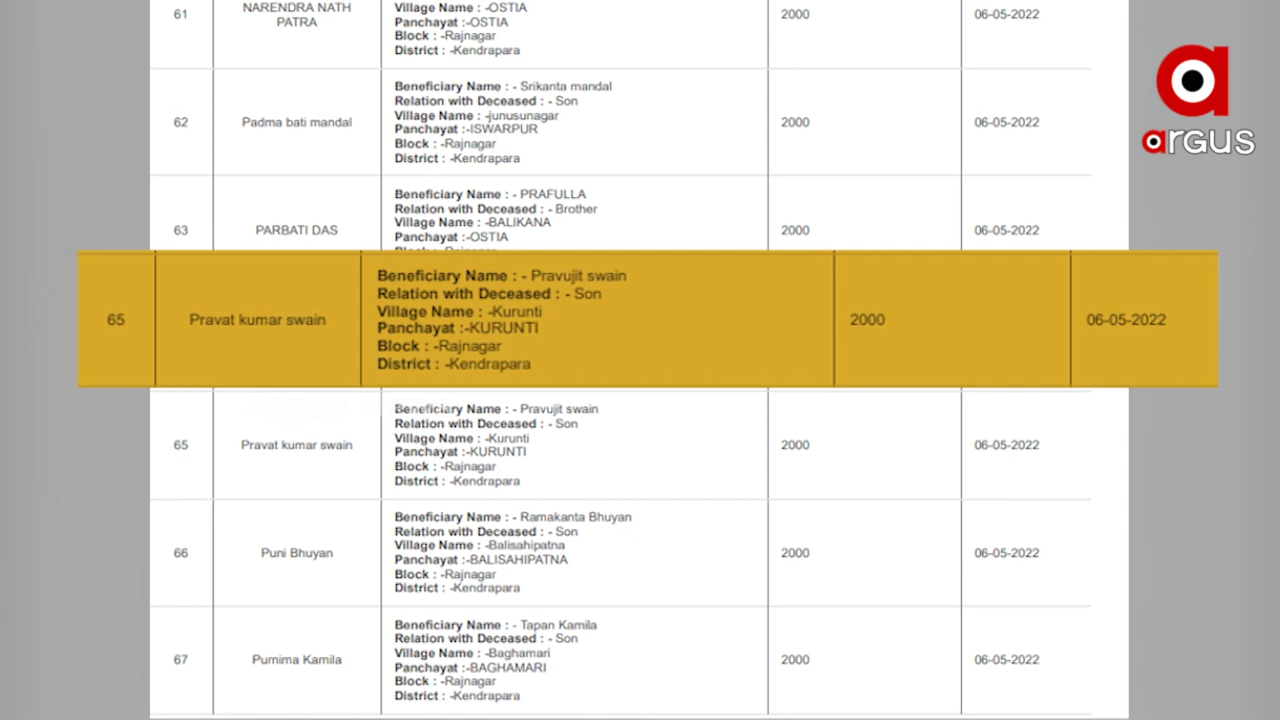 61
NARENDRA NATH
PATRA
Village Name : -OSTIA
Panchayat :-OSTIA
Block : -Rajnagar
District : -Kendrapara
2000
06-05-2022
62
Padma bati mandal
Beneficiary Name : - Srikanta mandal
Relation with Deceased : - Son
Village Name : -junusunagar
Panchayat :-ISWARPUR
Block : -Rajnagar
District : -Kendrapara
2000
06-05-2022
63
PARBATI DAS
Beneficiary Name : - PRAFULLA
Relation with Deceased : - Brother
Village Name : -BALIKANA
Panchayat :-OSTIA
Block : -Rajnagar
2000
06-05-2022
65
Pravat kumar swain
Beneficiary Name : - Pravujit swain
Relation with Deceased : - Son
Village Name : -Kurunti
Panchayat :-KURUNTI
Block : -Rajnagar
District : -Kendrapara
2000
06-05-2022
65
Pravat kumar swain
Beneficiary Name : - Pravujit swain
Relation with Deceased : - Son
Village Name : -Kurunti
Panchayat :-KURUNTI
Block : -Rajnagar
District : -Kendrapara
2000
06-05-2022
66
Puni Bhuyan
Beneficiary Name : - Ramakanta Bhuyan
Relation with Deceased : - Son
Village Name : -Balisahipatna
Panchayat :-BALISAHIPATNA
Block : -Rajnagar
District : -Kendrapara
2000
06-05-2022
67
Purnima Kamila
Beneficiary Name : - Tapan Kamila
Relation with Deceased : - Son
Village Name : -Baghamari
Panchayat :-BAGHAMARI
Block : -Rajnagar
District : -Kendrapara
2000
06-05-2022
argus